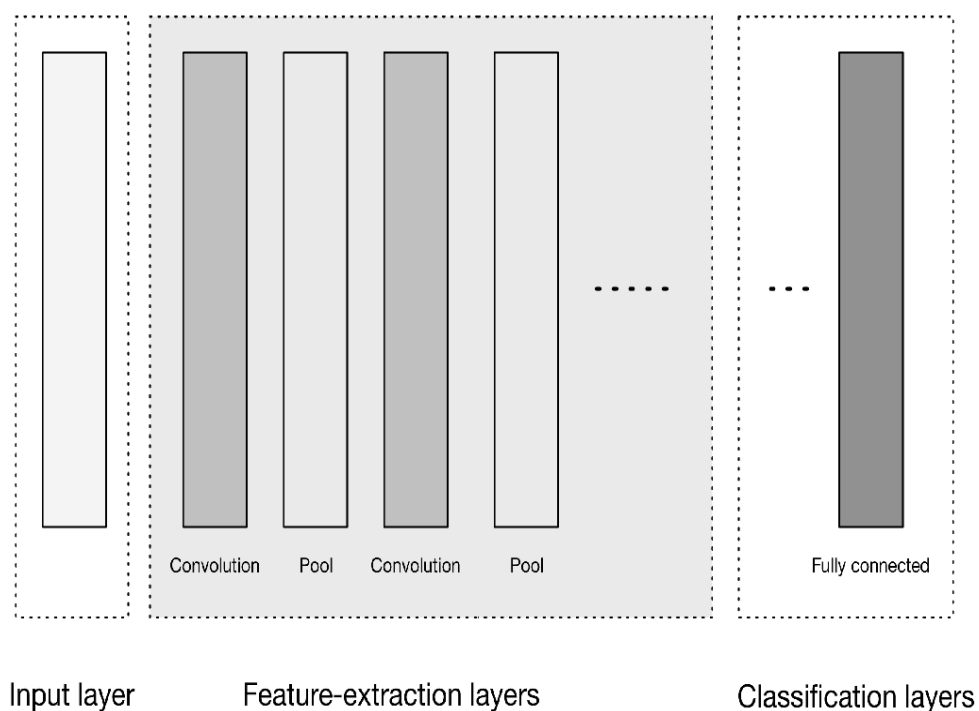 Convolution Pool Convolution Pool Fully connected
Input layer Feature-extraction layers Classification layers